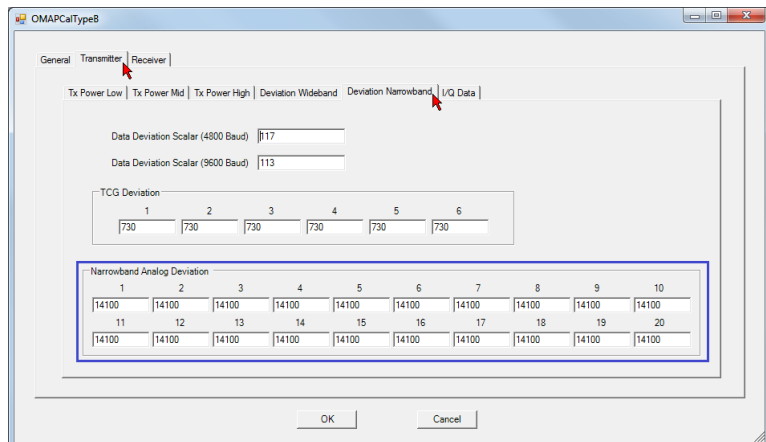 OMAPCalTypeB
General Transmitter Receiver
Tx Power Low Tx Power Mid Tx Power High Deviation Wideband Deviation Narrowband I/Q Data
Data Deviation Scalar (4800 Baud) 117
Data Deviation Scalar (9600 Baud) 113
TCG Deviation
1 2 3 4 5 6
730 730 730 730 730 730
Narrowband Analog Deviation
1 2 3 4 5 6 7 8 9 10
14100 14100 14100 14100 14100 14100 14100 14100 14100 14100
11 12 13 14 15 16 17 18 19 20
14100 14100 14100 14100 14100 14100 14100 14100 14100 14100
OK Cancel